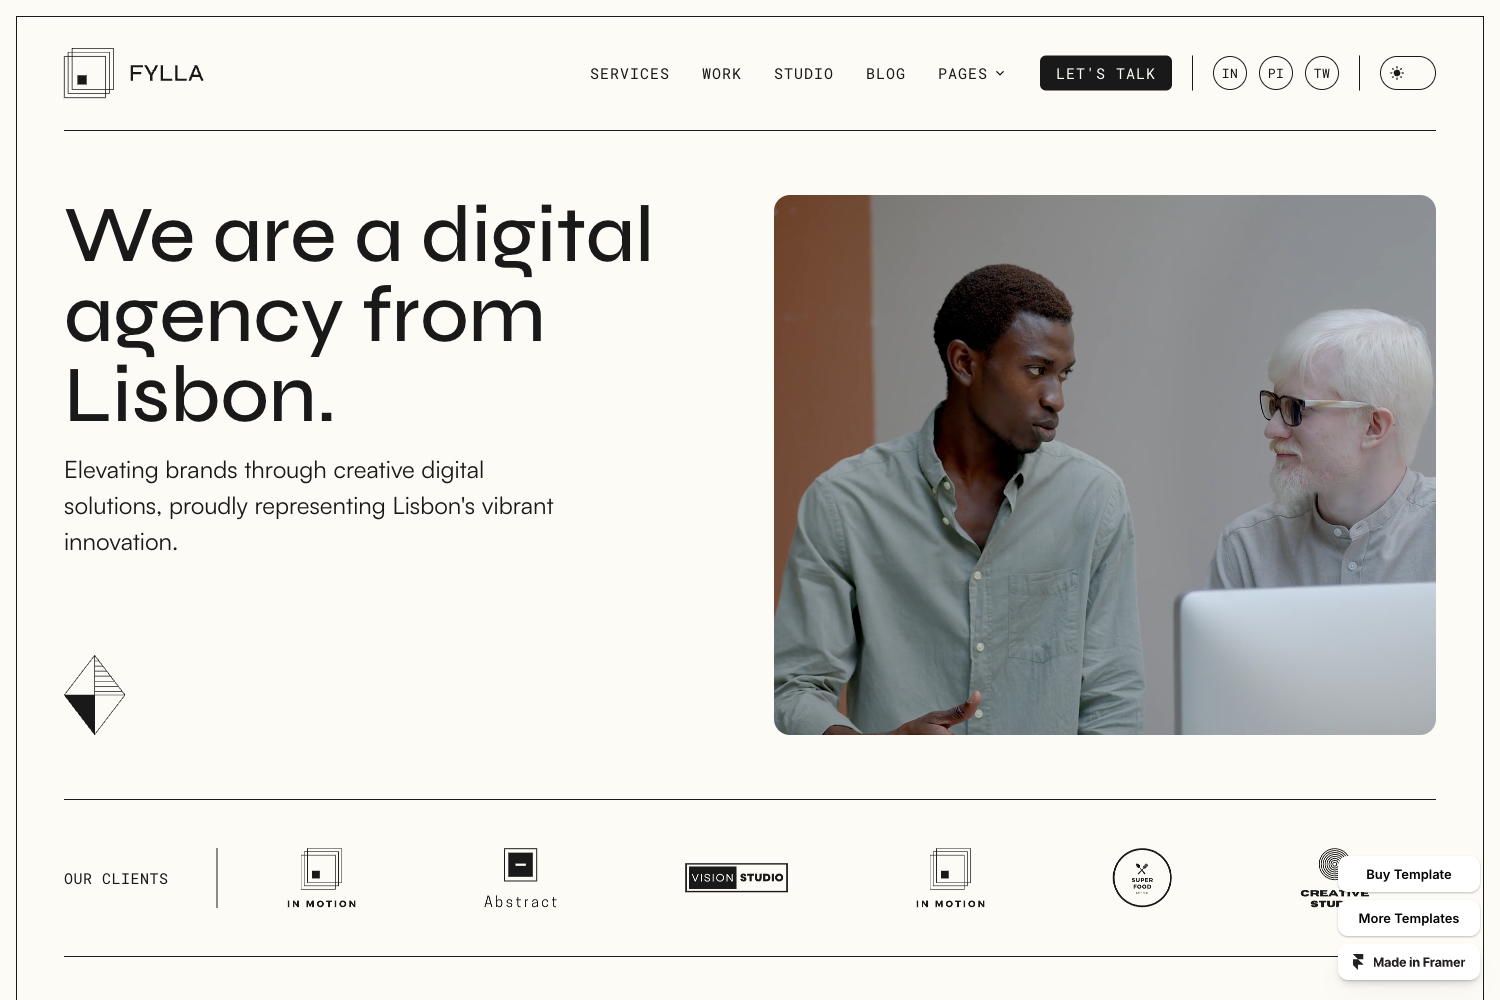 FYLLA
SERVICES WORK STUDIO BLOG PAGES LET'S TALK IN PI TW
We are a digital
agency from
Lisbon.
Elevating brands through creative digital
solutions, proudly representing Lisbon's vibrant
innovation.
OUR CLIENTS
IN MOTION
Abstract
VISION STUDIO
IN MOTION
SUPER
FOOD
CREATIVE
Buy Template
More Templates
Made in Framer